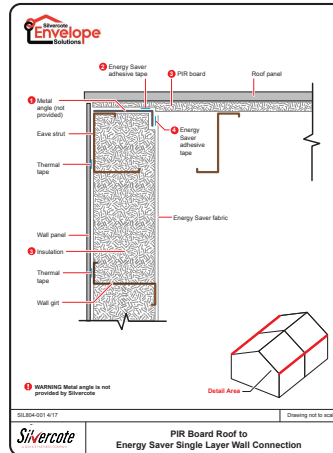 Silvercote
Envelope
Solutions
2 Energy Saver
adhesive tape
3 PIR board
Roof panel
1 Metal
angle (not
provided)
Eave strut
4 Energy
Saver
adhesive
tape
Thermal
tape
Energy Saver fabric
Wall panel
5 Insulation
Thermal
tape
Wall girt
! WARNING Metal angle is not
provided by Silvercote
Detail Area
SIL804-001 4/17
Drawing not to scale
Silvercote
PIR Board Roof to
Energy Saver Single Layer Wall Connection